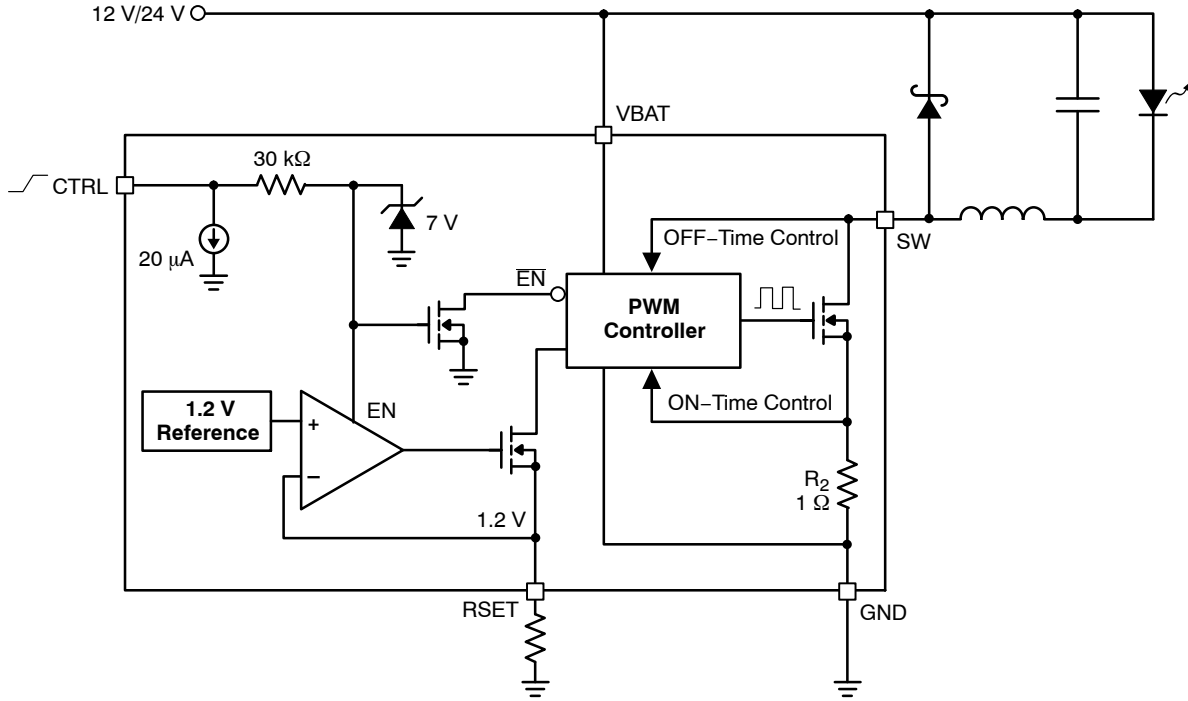 12 V/24 V
VBAT
30 kΩ
CTRL
7 V
SW
OFF−Time Control
20 μA
EN
PWM
Controller
1.2 V
Reference
+
EN
−
ON−Time Control
R2
1 Ω
1.2 V
RSET
GND